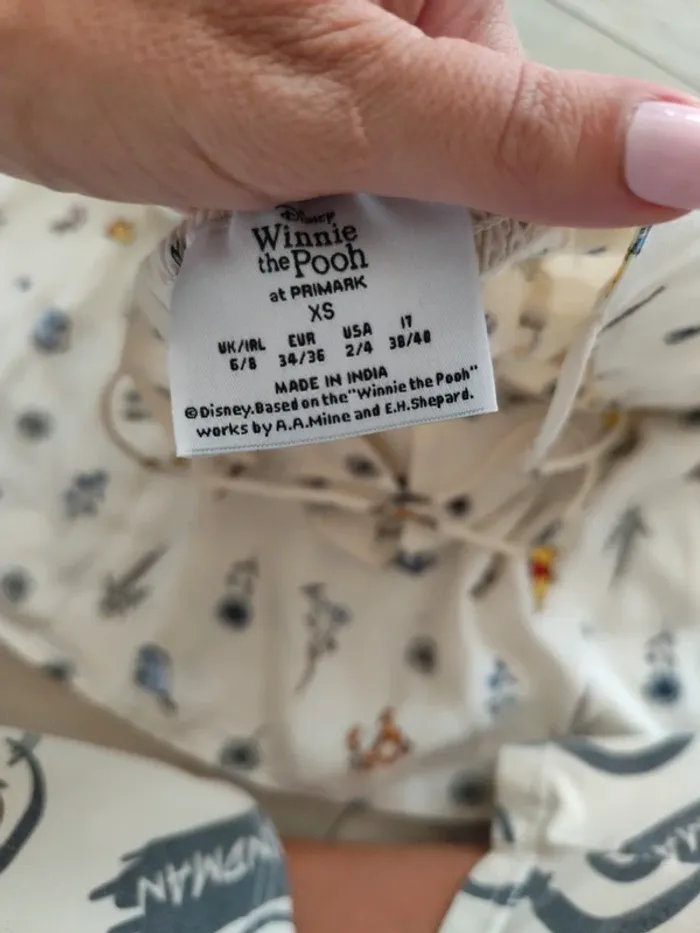 Disney
Winnie
the Pooh
at PRIMARK
XS
UK/IRL EUR USA IT
6/8 34/36 2/4 38/40
MADE IN INDIA
©Disney.Based on the"Winnie the Pooh"
works by A.A.Milne and E.H.Shepard.